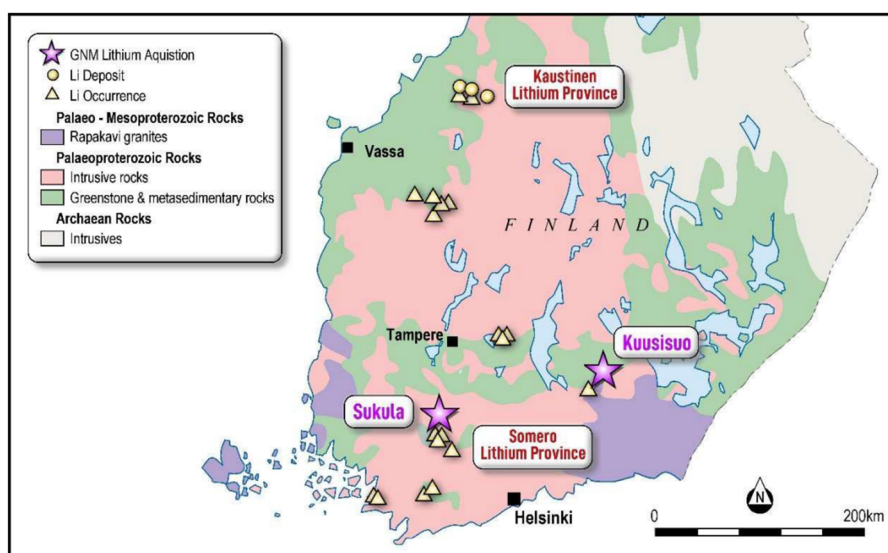 GNM Lithium Aquistion
Li Deposit
Li Occurrence
Palaeo - Mesoproterozoic Rocks
Rapakavi granites
Palaeoproterozoic Rocks
Intrusive rocks
Greenstone & metasedimentary rocks
Archaean Rocks
Intrusives
Kaustinen
Lithium Province
Vassa
FINLAND
Tampere
Kuusisuo
Sukula
Somero
Lithium Province
Helsinki
N
0 200km